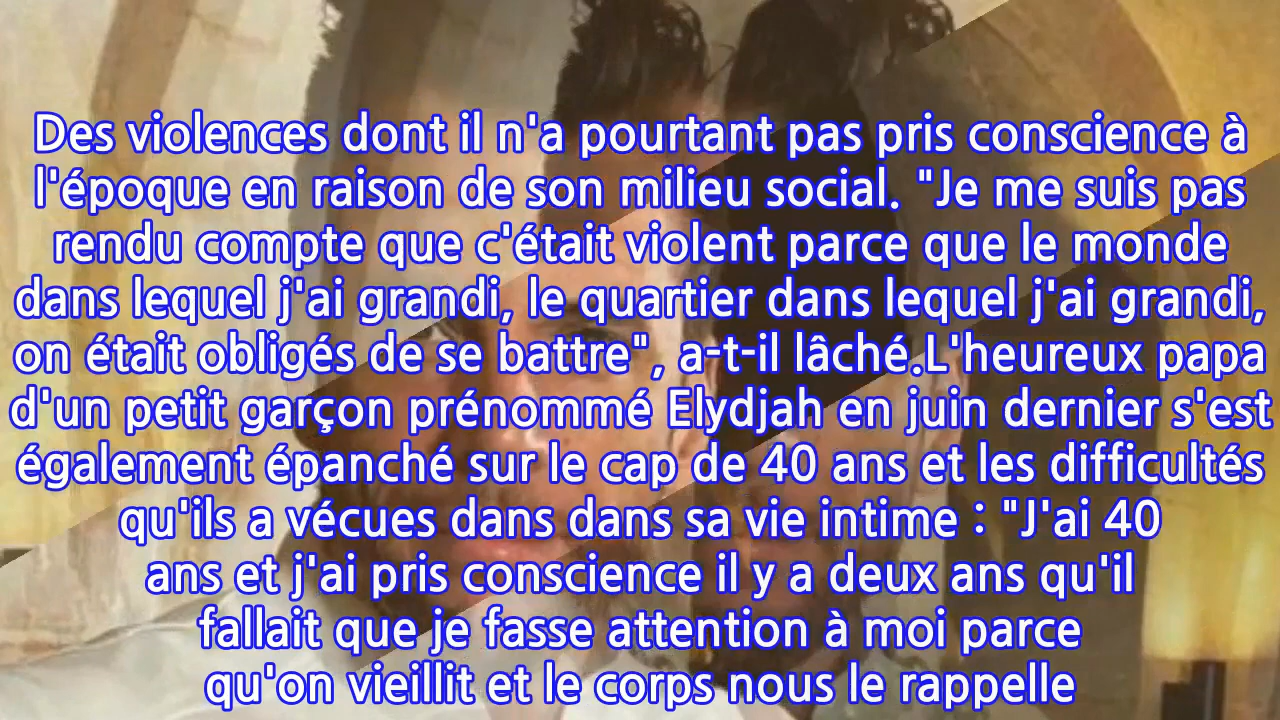 Des violences dont il n'a pourtant pas pris conscience à
l'époque en raison de son milieu social. "Je me suis pas
rendu compte que c'était violent parce que le monde
dans lequel j'ai grandi, le quartier dans lequel j'ai grandi,
on était obligés de se battre", a-t-il lâché.L'heureux papa
d'un petit garçon prénommé Elydjah en juin dernier s'est
également épanché sur le cap de 40 ans et les difficultés
qu'ils a vécues dans dans sa vie intime : "J'ai 40
ans et j'ai pris conscience il y a deux ans qu'il
fallait que je fasse attention à moi parce
qu'on vieillit et le corps nous le rappelle